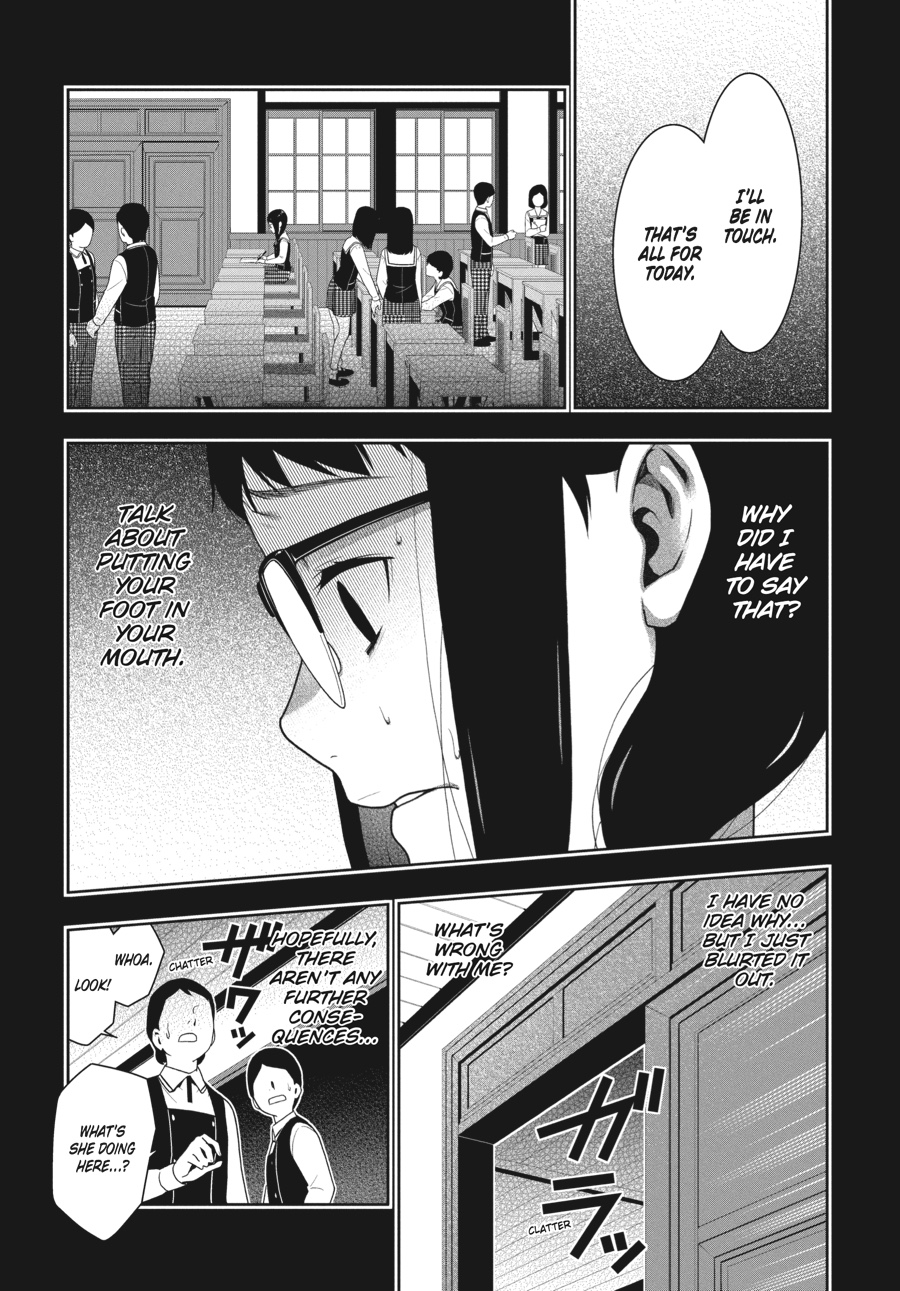 I'LL
BE IN
TOUCH.
THAT'S
ALL FOR
TODAY.
WHY
DID I
HAVE
TO SAY
THAT?
TALK
ABOUT
PUTTING
YOUR
FOOT IN
YOUR
MOUTH.
I HAVE NO
IDEA WHY...
BUT I JUST
BLURTED IT
OUT.
WHAT'S
WRONG
WITH ME?
ガラッ
CLATTER
HOPEFULLY,
THERE
AREN'T ANY
FURTHER
CONSE-
QUENCES...
ザワ
CHATTER
WHOA.
LOOK!
WHAT'S
SHE DOING
HERE...?